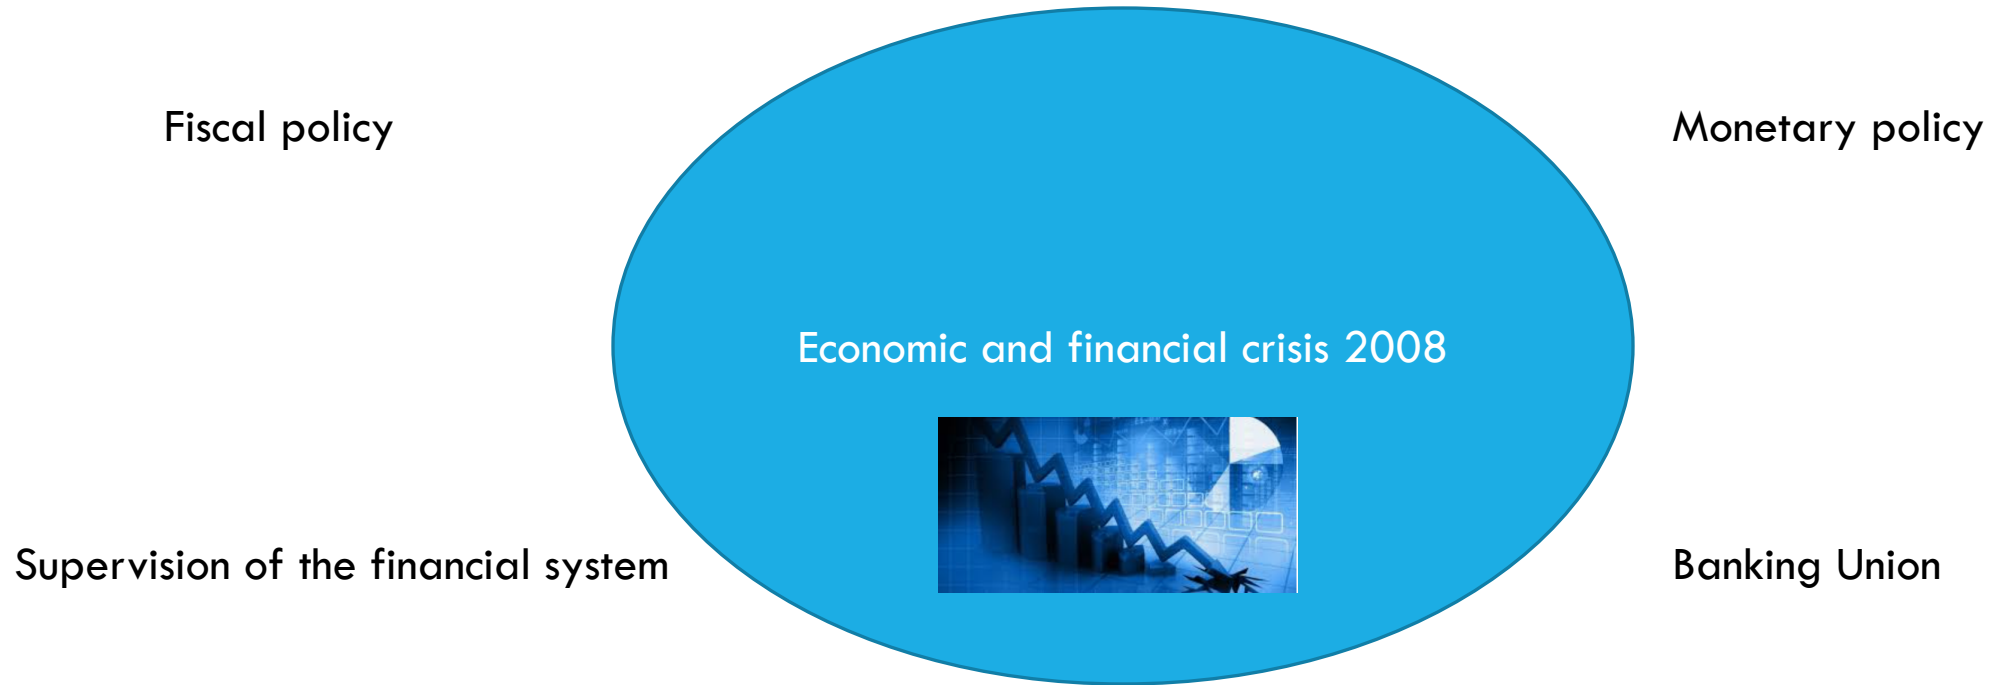 Fiscal policy
Monetary policy
Economic and financial crisis 2008
Supervision of the financial system
Banking Union